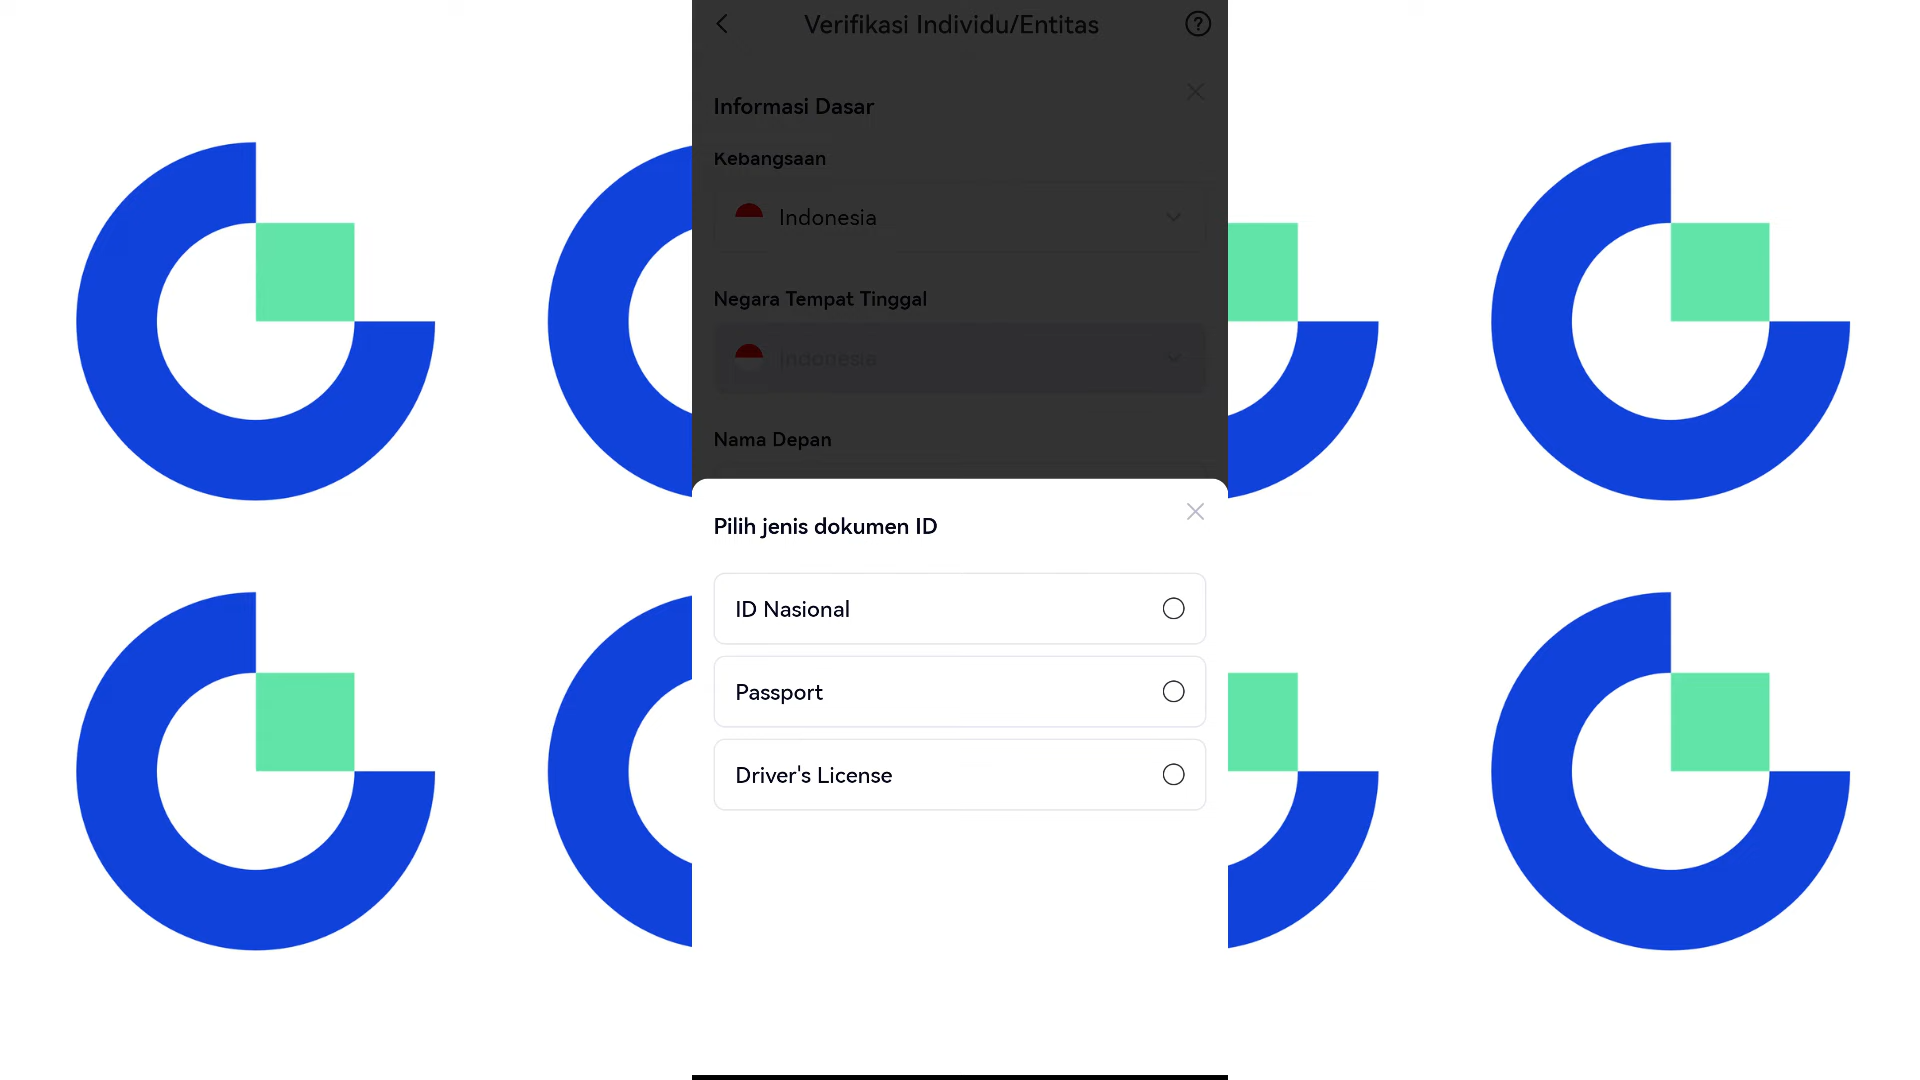 Verifikasi Individu/Entitas
Informasi Dasar
Kebangsaan
Indonesia
Negara Tempat Tinggal
Indonesia
Nama Depan
Pilih jenis dokumen ID
ID Nasional
Passport
Driver's License